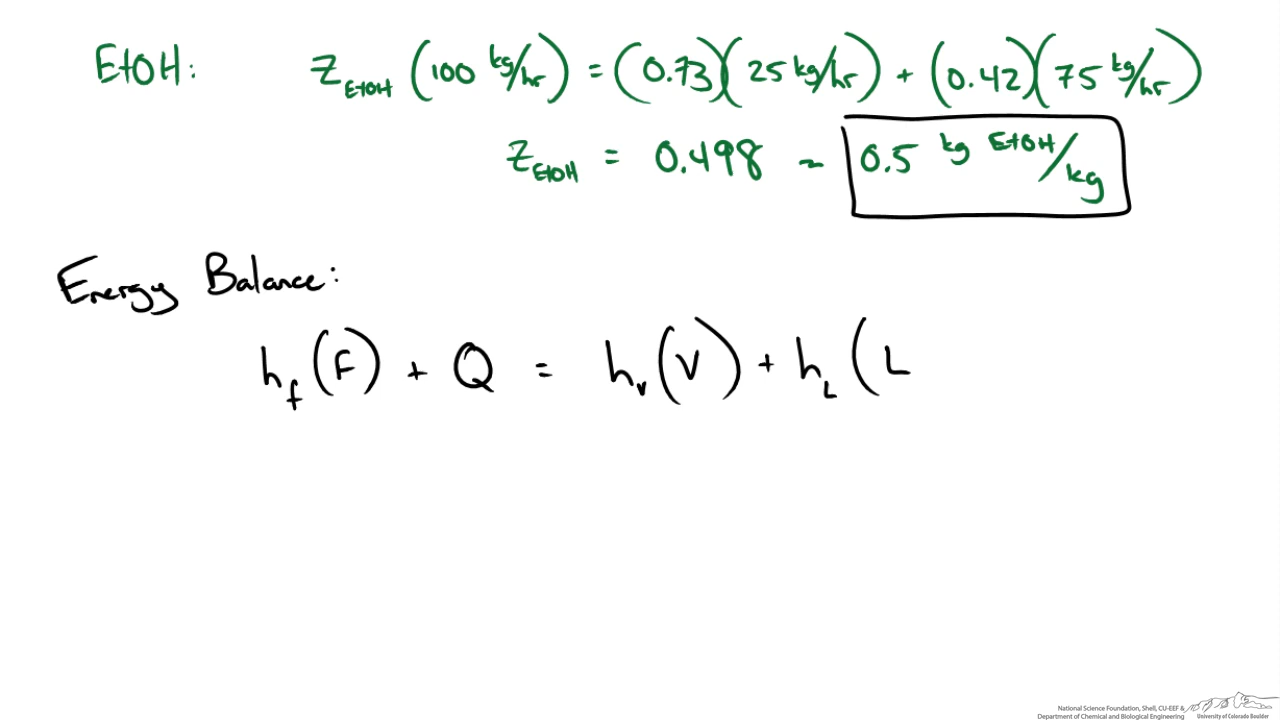 EtOH: Z_EtOH (100 kg/hr) = (0.73)(25 kg/hr) + (0.42)(75 kg/hr)
Z_EtOH = 0.498 ~ 0.5 kg EtOH/kg
Energy Balance:
h_f(F) + Q = h_v(V) + h_L(L
National Science Foundation, Shell, CU-EEF &
Department of Chemical and Biological Engineering University of Colorado Boulder